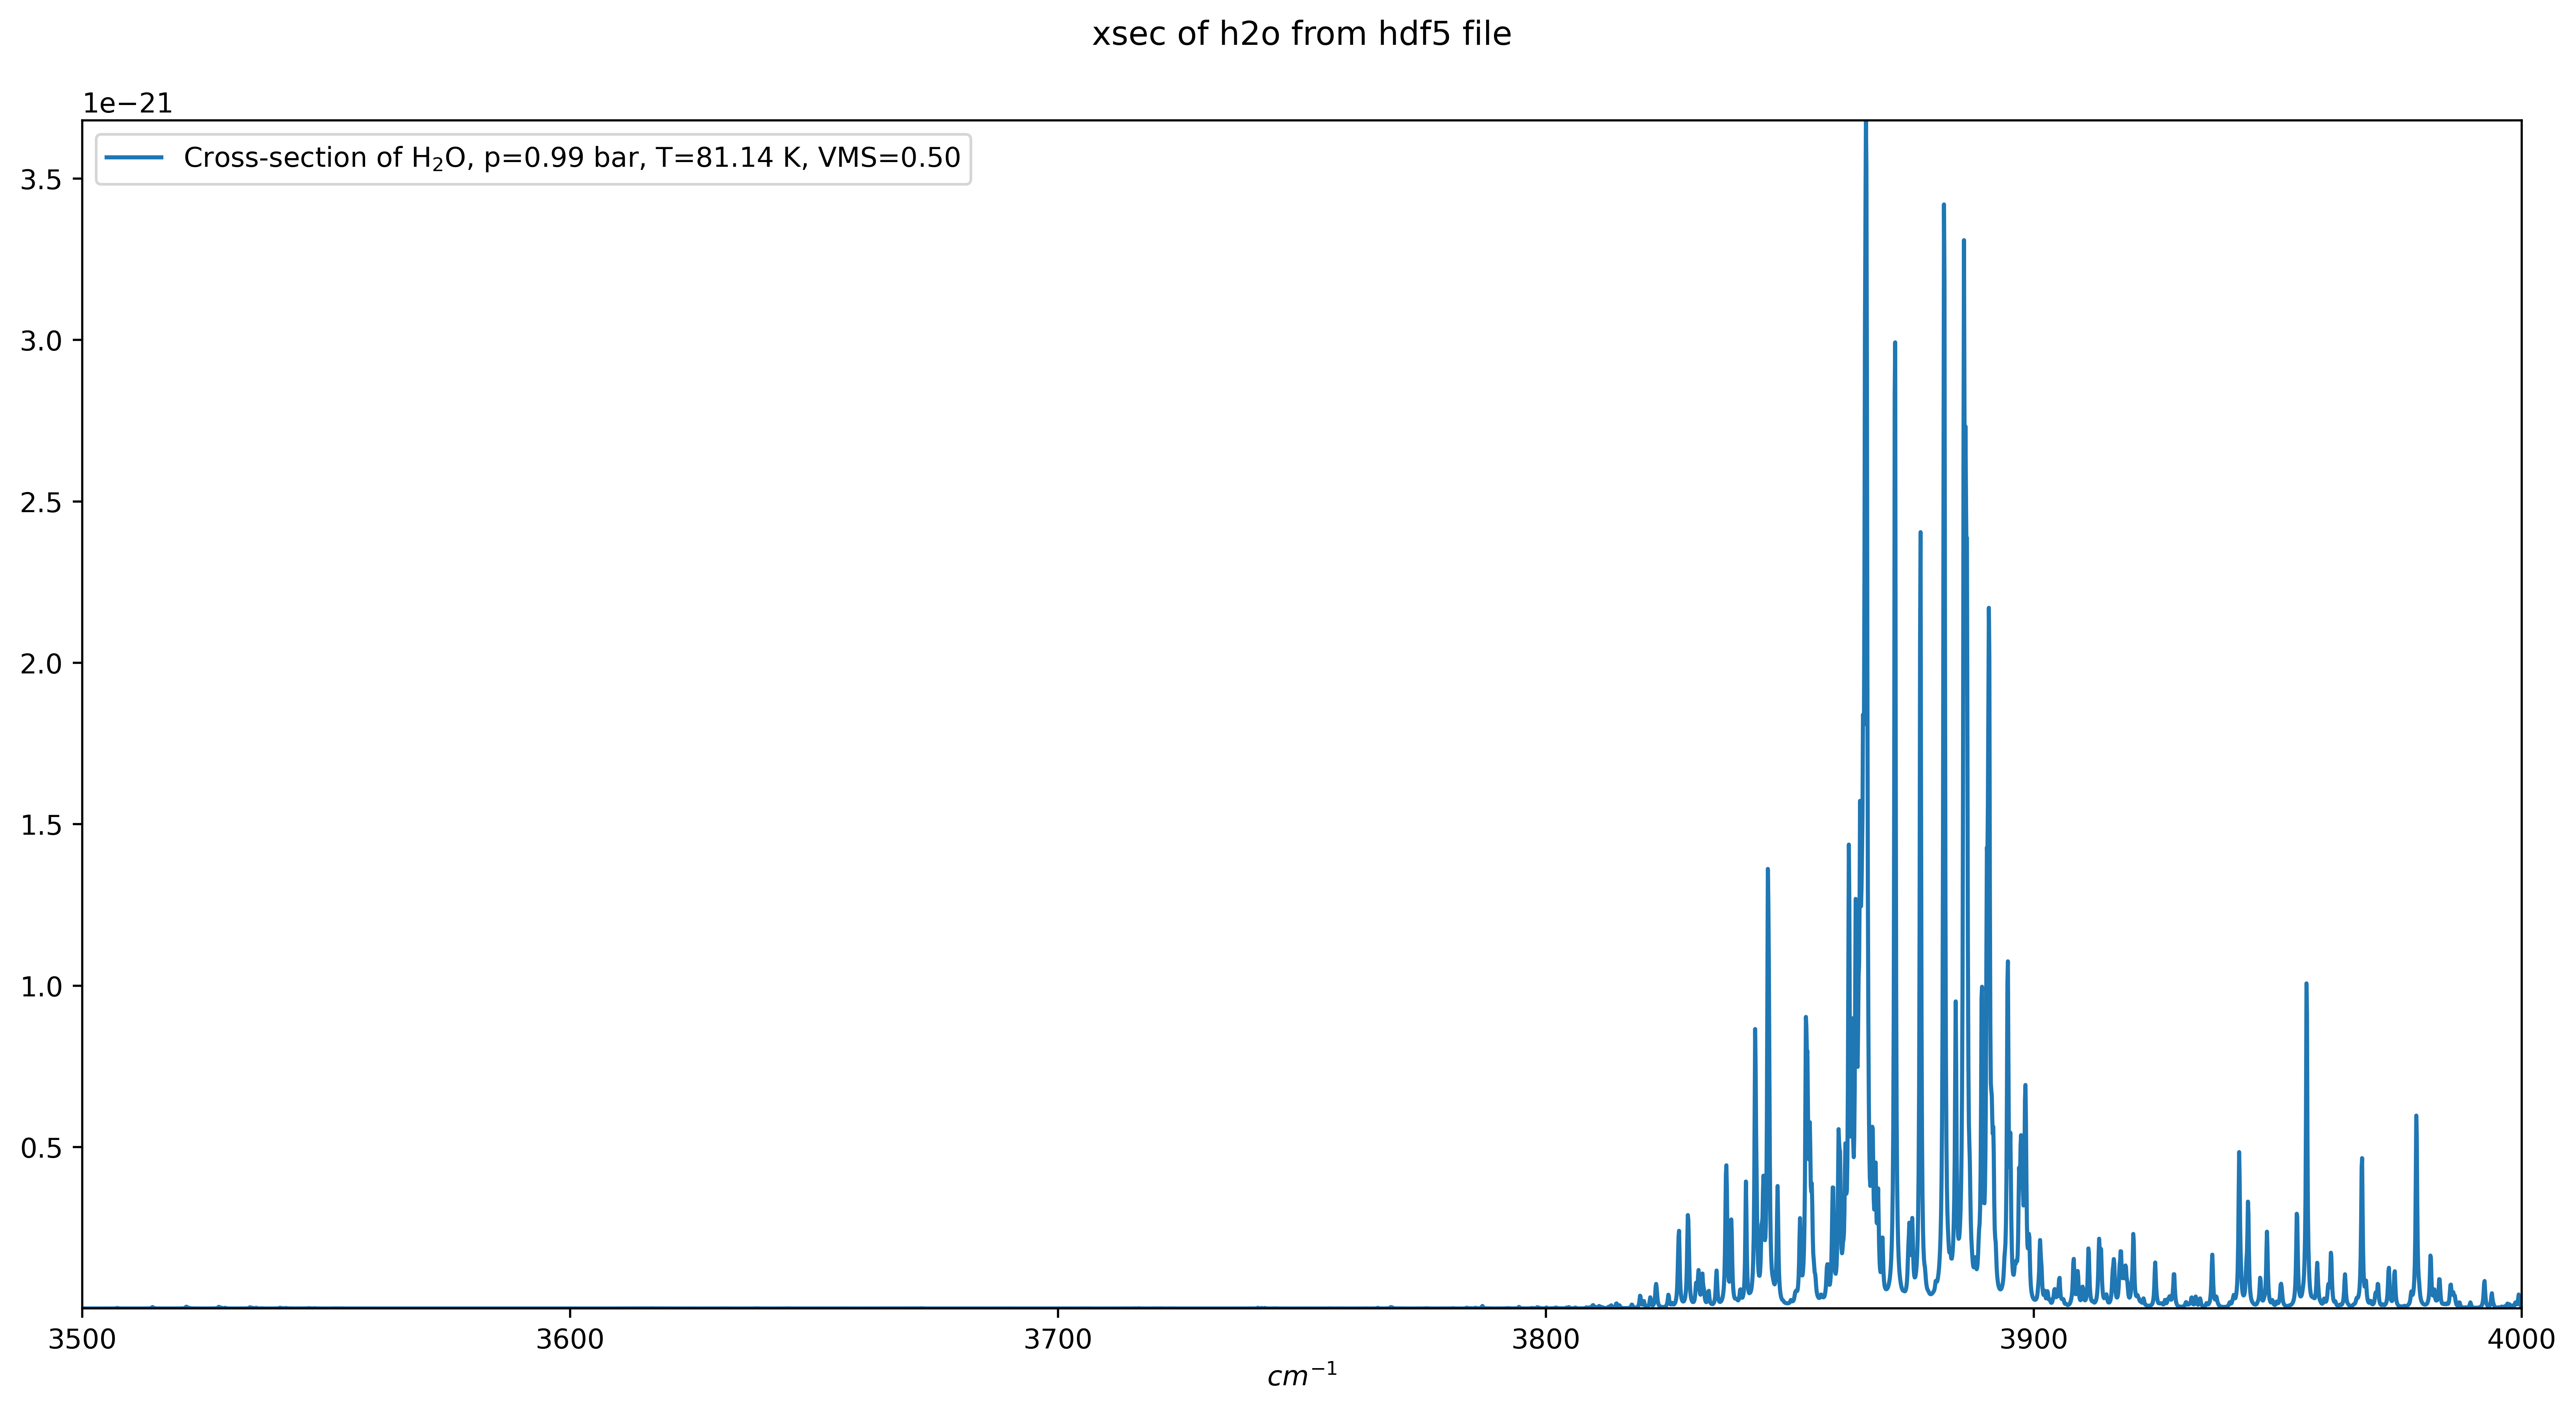 xsec of h2o from hdf5 file
1e−21
Cross-section of H₂O, p=0.99 bar, T=81.14 K, VMS=0.50
3.5
3.0
2.5
2.0
1.5
1.0
0.5
3500 3600 3700 3800 3900 4000
cm⁻¹